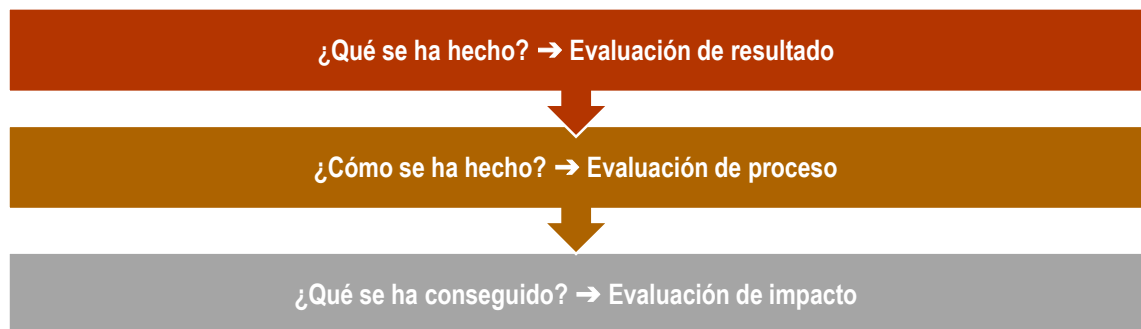 ¿Qué se ha hecho? ➔ Evaluación de resultado
¿Cómo se ha hecho? ➔ Evaluación de proceso
¿Qué se ha conseguido? ➔ Evaluación de impacto